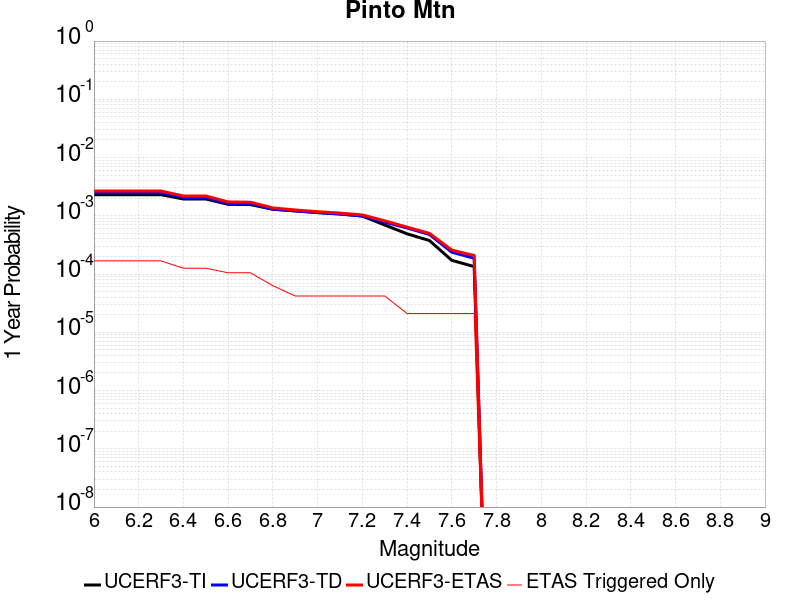 Pinto Mtn
10^0
10^-1
10^-2
10^-3
10^-4
10^-5
10^-6
10^-7
10^-8
1 Year Probability
6 6.2 6.4 6.6 6.8 7 7.2 7.4 7.6 7.8 8 8.2 8.4 8.6 8.8 9
Magnitude
UCERF3-TI UCERF3-TD UCERF3-ETAS ETAS Triggered Only